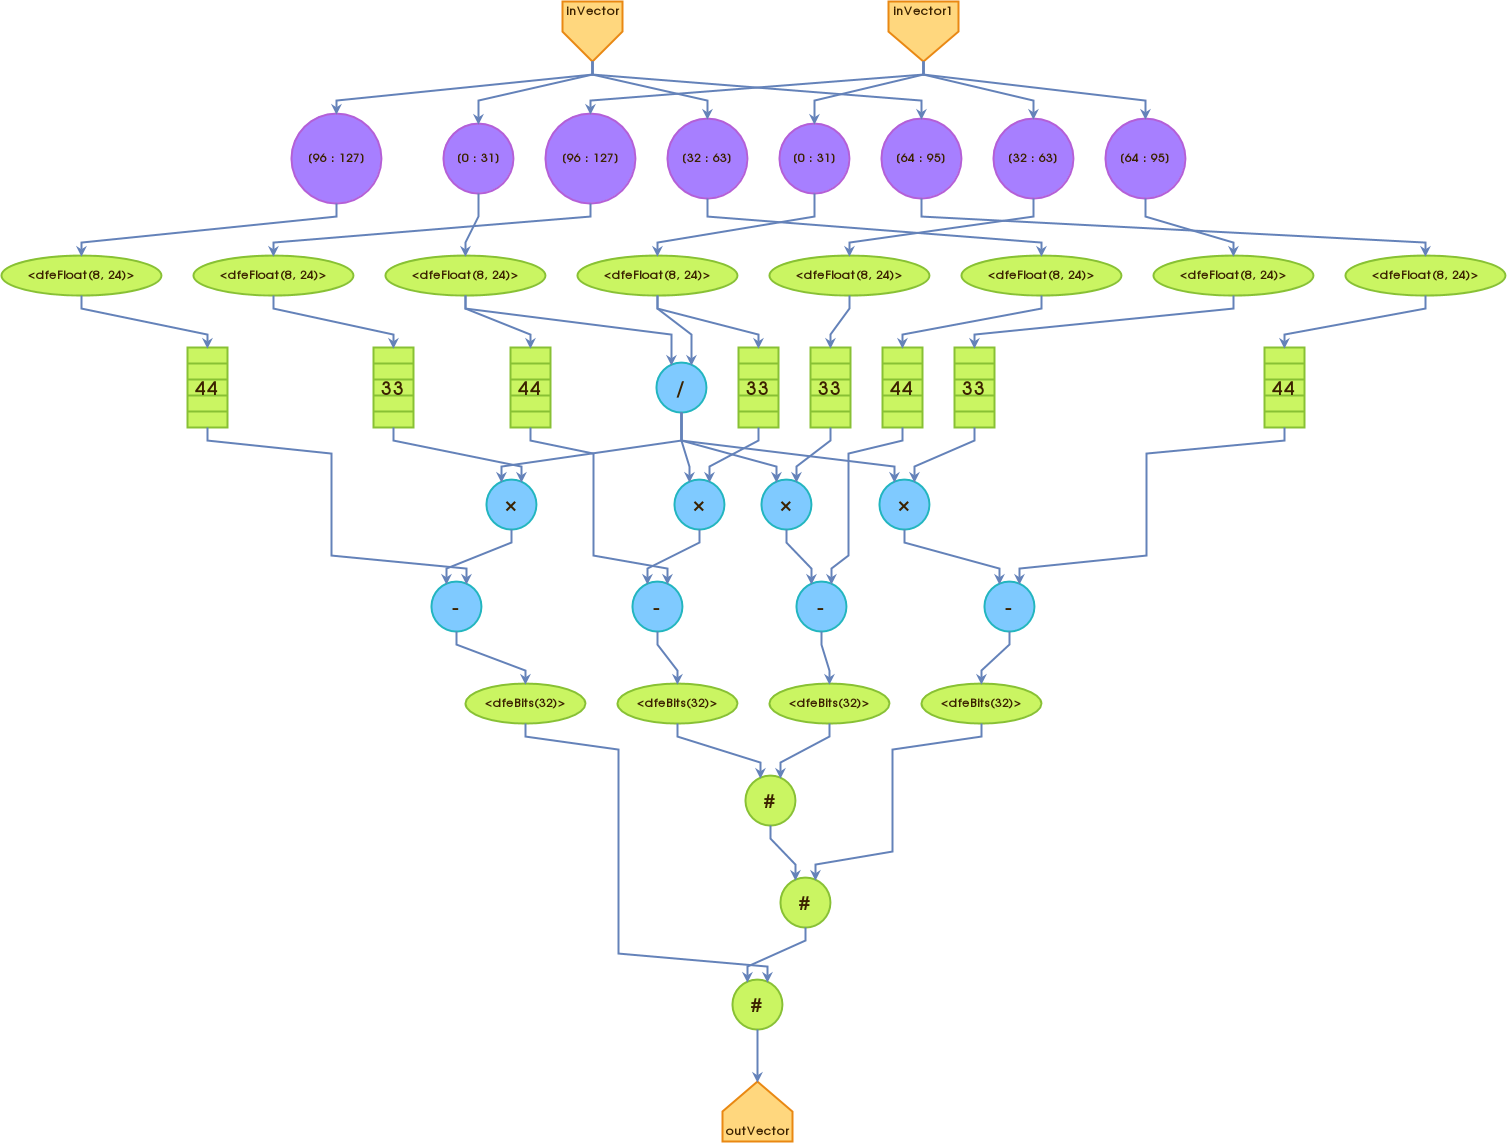 inVector
inVector1
[96 : 127]
[0 : 31]
[96 : 127]
[32 : 63]
[0 : 31]
[64 : 95]
[32 : 63]
[64 : 95]
<dfeFloat(8, 24)>
<dfeFloat(8, 24)>
<dfeFloat(8, 24)>
<dfeFloat(8, 24)>
<dfeFloat(8, 24)>
<dfeFloat(8, 24)>
<dfeFloat(8, 24)>
<dfeFloat(8, 24)>
44
33
44
/
33
33
44
33
44
×
×
×
×
-
-
-
-
<dfeBits(32)>
<dfeBits(32)>
<dfeBits(32)>
<dfeBits(32)>
#
#
#
outVector